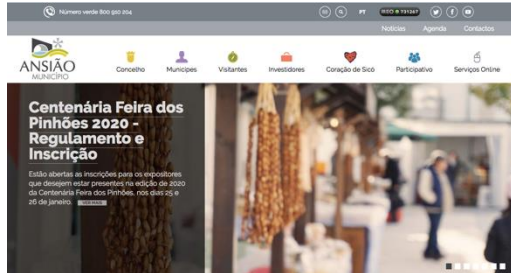 Número verde 800 910 204
PT
Notícias Agenda Contactos
ANSIÃO
MUNICÍPIO
Concelho Munícipes Visitantes Investidores Coração de Sicó Participativo Serviços Online
Centenária Feira dos
Pinhões 2020 -
Regulamento e
Inscrição
Estão abertas as inscrições para os expositores
que desejem estar presentes na edição de 2020
da Centenária Feira dos Pinhões, nos dias 25 e
26 de janeiro. VER MAIS